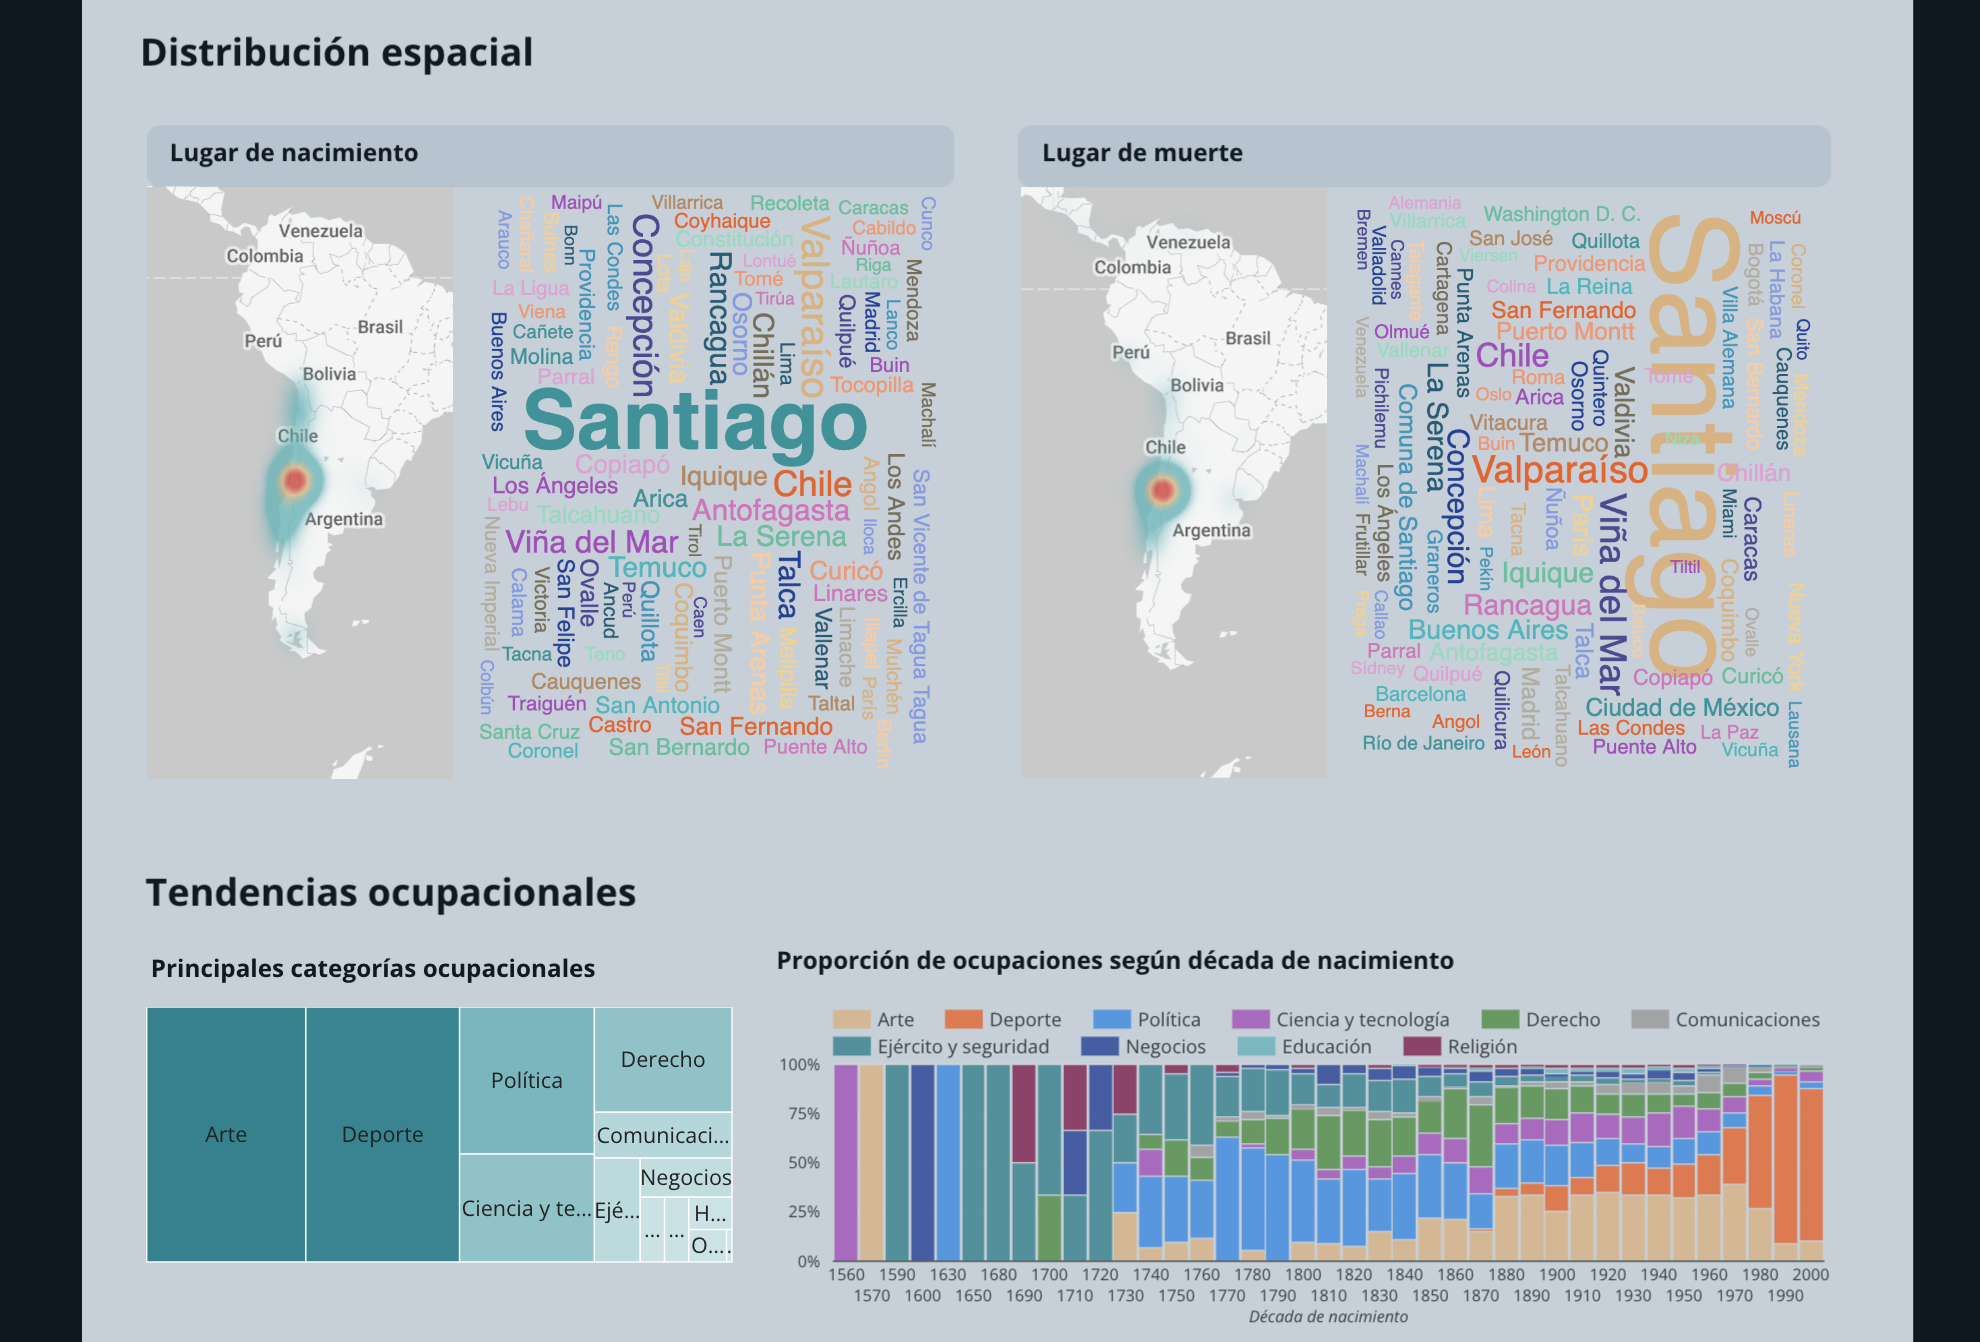 Distribución espacial
Lugar de nacimiento
Venezuela
Colombia
Brasil
Perú
Bolivia
Chile
Argentina
Maipú
Villarrica
Recoleta
Caracas
Cunco
Arauco
Chañaral
Bulnes
Bonn
Las Condes
Coyhaique
Cabildo
Constitución
Ñuñoa
Concepción
Valparaíso
Providencia
Lota
Laja
Lontué
Riga
Rancagua
Tomé
Lautaro
Mendoza
La Ligua
Viena
Valdivia
Osorno
Tirúa
Quilpué
Madrid
Lanco
Buenos Aires
Cañete
Rengo
Chillán
Lima
Molina
Buin
Parral
Tocopilla
Machalí
Santiago
Vicuña
Copiapó
Iquique
Chile
Angol
Los Andes
San Vicente de Tagua Tagua
Los Ángeles
Arica
Lebu
Antofagasta
Talcahuano
Iloca
Nueva Imperial
Viña del Mar
Tirol
La Serena
Temuco
Puerto Montt
Punta Arenas
Talca
Curicó
Calama
Victoria
San Felipe
Ovalle
Ancud
Perú
Quillota
Coquimbo
Caen
Linares
Ercilla
Vallenar
Limache
Illapel
Melipilla
Mulchén
Tacna
Teno
Colbún
Tiltil
París
Cauquenes
Traiguén
San Antonio
Taltal
Santa Cruz
Castro
San Fernando
Berlín
Coronel
San Bernardo
Puente Alto
Lugar de muerte
Venezuela
Colombia
Brasil
Perú
Bolivia
Chile
Argentina
Alemania
Bremen
Villarrica
Washington D. C.
Santiago
Moscú
Valladolid
Cannes
Talagante
Cartagena
San José
Quillota
Viersen
Providencia
Bogotá
La Habana
Coronel
Punta Arenas
Colina
La Reina
Villa Alemana
San Fernando
Venezuela
Olmué
Puerto Montt
San Bernardo
Quito
Vallenar
Chile
Quintero
Cauquenes
Pichilemu
La Serena
Roma
Osorno
Valdivia
Tomé
Mendoza
Comuna de Santiago
Oslo
Arica
Vitacura
Concepción
Buin
Temuco
Niza
Machalí
Los Ángeles
Valparaíso
Chillán
Lima
Ñuñoa
París
Viña del Mar
Miami
Caracas
Linares
Frutillar
Tacna
Graneros
Pekín
Iquique
Tiltil
Coquimbo
Praga
Callao
Rancagua
Batuco
Ovalle
Nueva York
Buenos Aires
Talca
Parral
Antofagasta
Sídney
Quilpué
Quilicura
Madrid
Talcahuano
Copiapó
Curicó
Barcelona
Berna
Angol
Ciudad de México
Lausana
Las Condes
La Paz
Río de Janeiro
León
Puente Alto
Vicuña
Tendencias ocupacionales
Principales categorías ocupacionales
Arte
Deporte
Política
Ciencia y te...
Derecho
Comunicaci...
Ejé...
Negocios
...
...
H...
O...
.
Proporción de ocupaciones según década de nacimiento
Arte Deporte Política Ciencia y tecnología Derecho Comunicaciones
Ejército y seguridad Negocios Educación Religión
100%
75%
50%
25%
0%
1560 1590 1630 1680 1700 1720 1740 1760 1780 1800 1820 1840 1860 1880 1900 1920 1940 1960 1980 2000
1570 1600 1650 1690 1710 1730 1750 1770 1790 1810 1830 1850 1870 1890 1910 1930 1950 1970 1990
Década de nacimiento